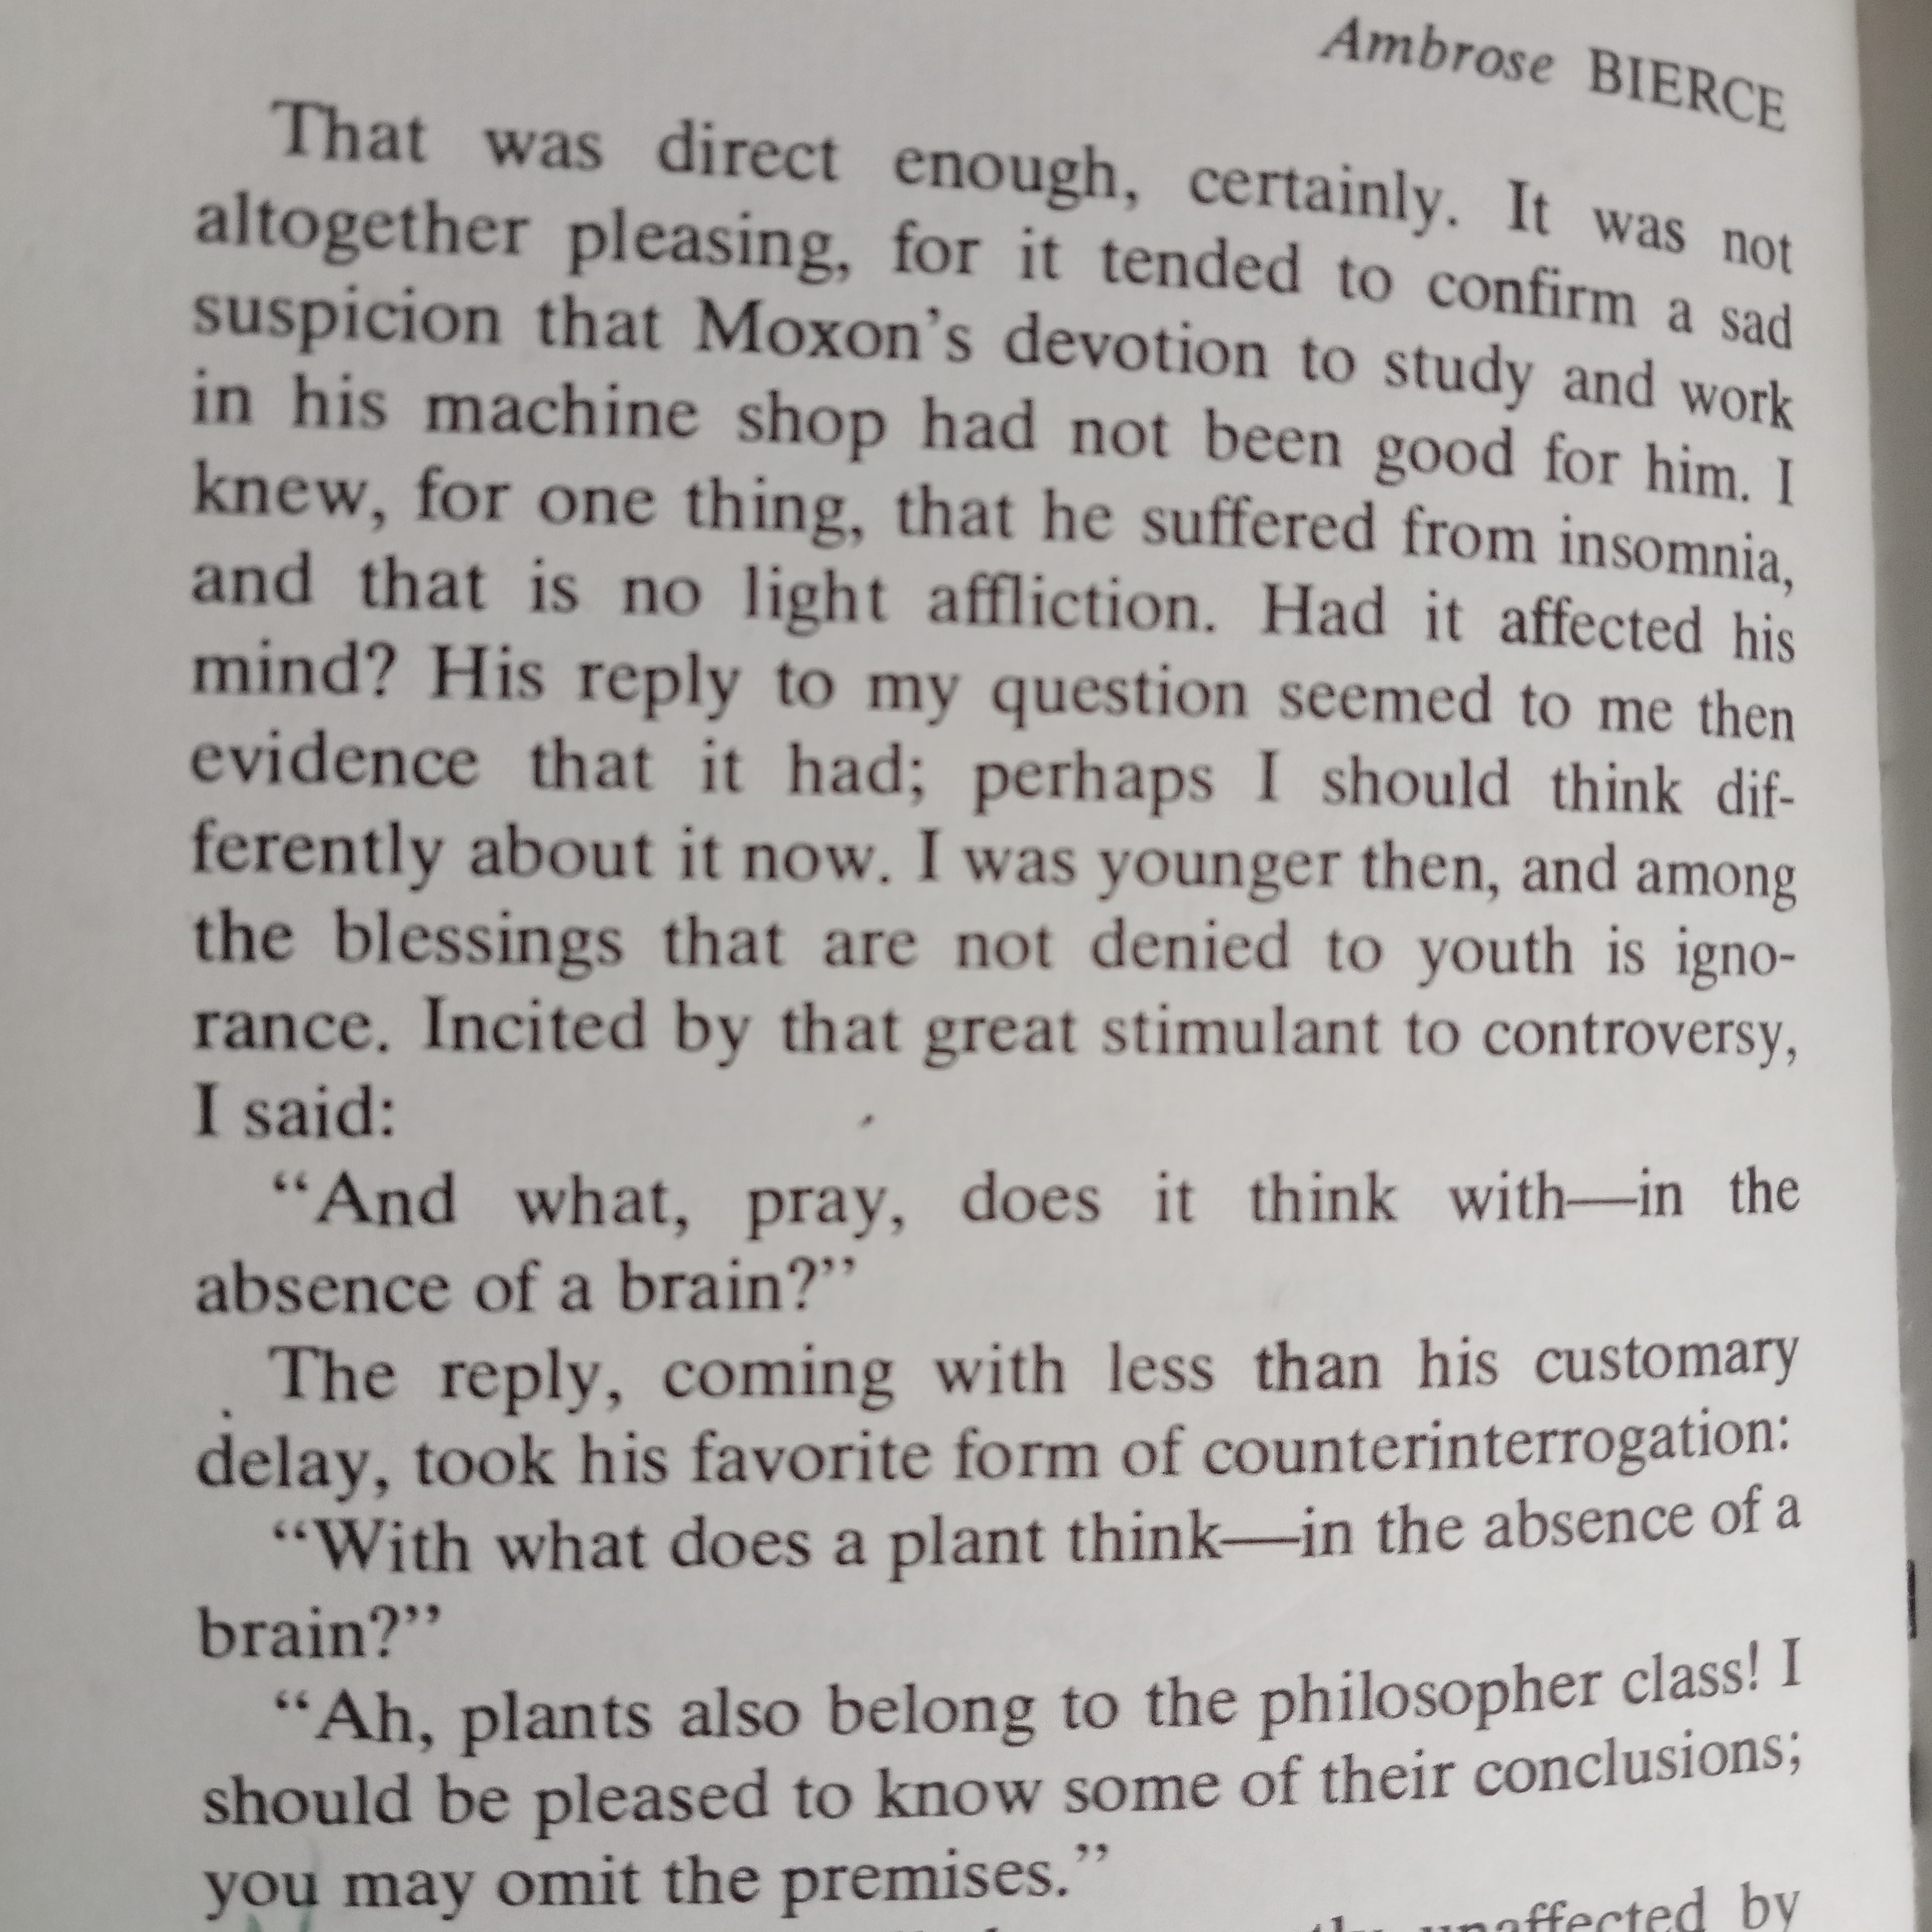 Ambrose BIERCE
That was direct enough, certainly. It was not
altogether pleasing, for it tended to confirm a sad
suspicion that Moxon’s devotion to study and work
in his machine shop had not been good for him. I
knew, for one thing, that he suffered from insomnia,
and that is no light affliction. Had it affected his
mind? His reply to my question seemed to me then
evidence that it had; perhaps I should think dif-
ferently about it now. I was younger then, and among
the blessings that are not denied to youth is igno-
rance. Incited by that great stimulant to controversy,
I said:
“And what, pray, does it think with—in the
absence of a brain?”
The reply, coming with less than his customary
delay, took his favorite form of counterinterrogation:
“With what does a plant think—in the absence of a
brain?”
“Ah, plants also belong to the philosopher class! I
should be pleased to know some of their conclusions;
you may omit the premises.”
unaffected by